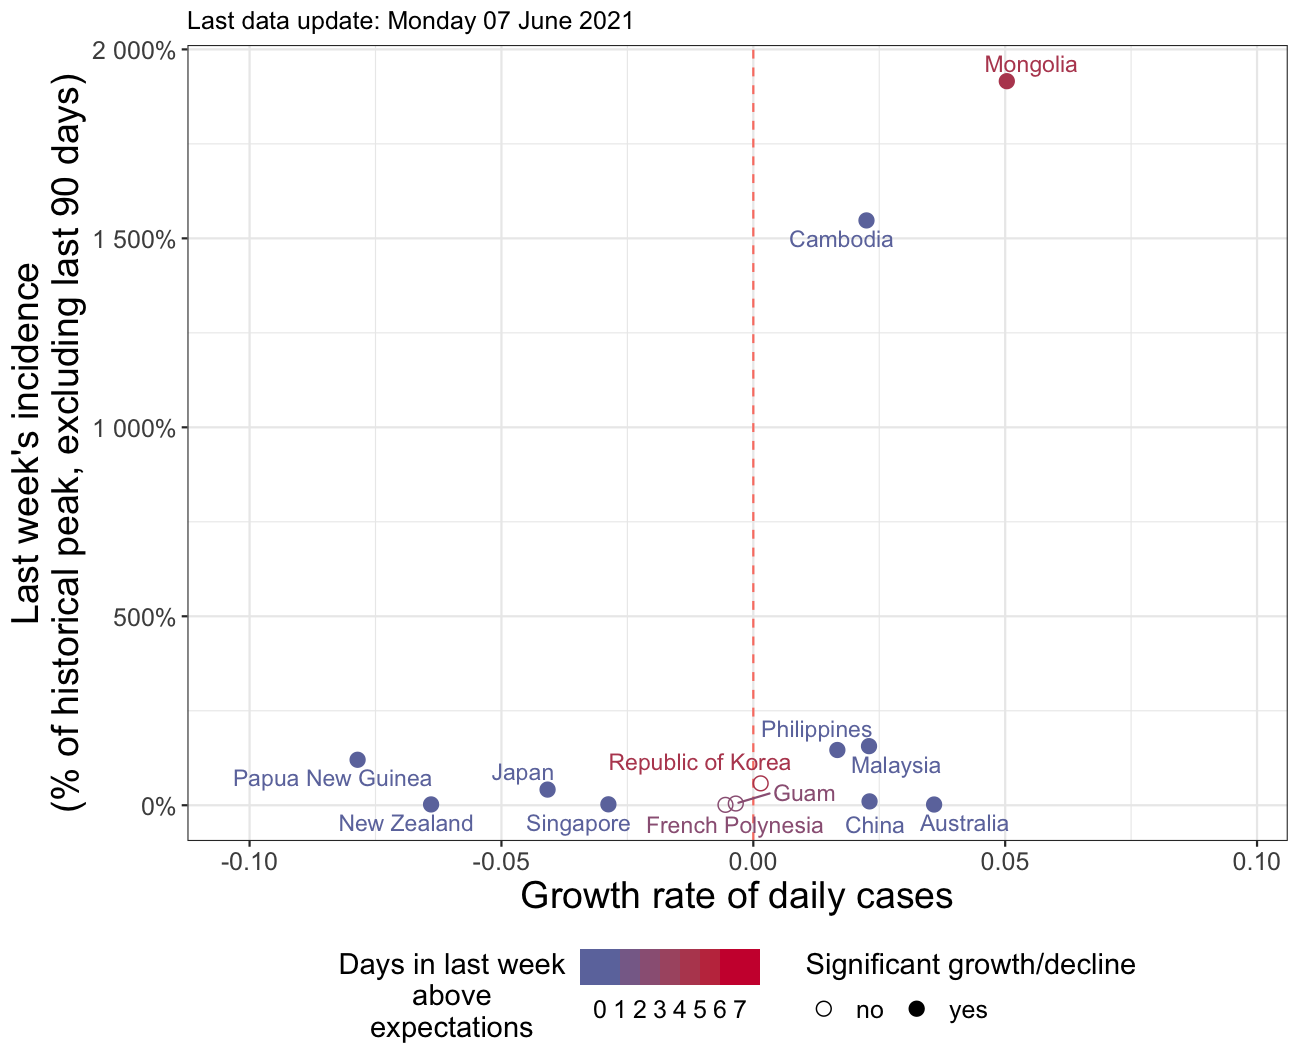 Last data update: Monday 07 June 2021
Last week's incidence
(% of historical peak, excluding last 90 days)
2 000%
1 500%
1 000%
500%
0%
Mongolia
Cambodia
Philippines
Republic of Korea
Malaysia
Papua New Guinea
Japan
Guam
New Zealand
Singapore
French Polynesia
China
Australia
-0.10
-0.05
0.00
0.05
0.10
Growth rate of daily cases
Days in last week
above
expectations
0 1 2 3 4 5 6 7
Significant growth/decline
no
yes